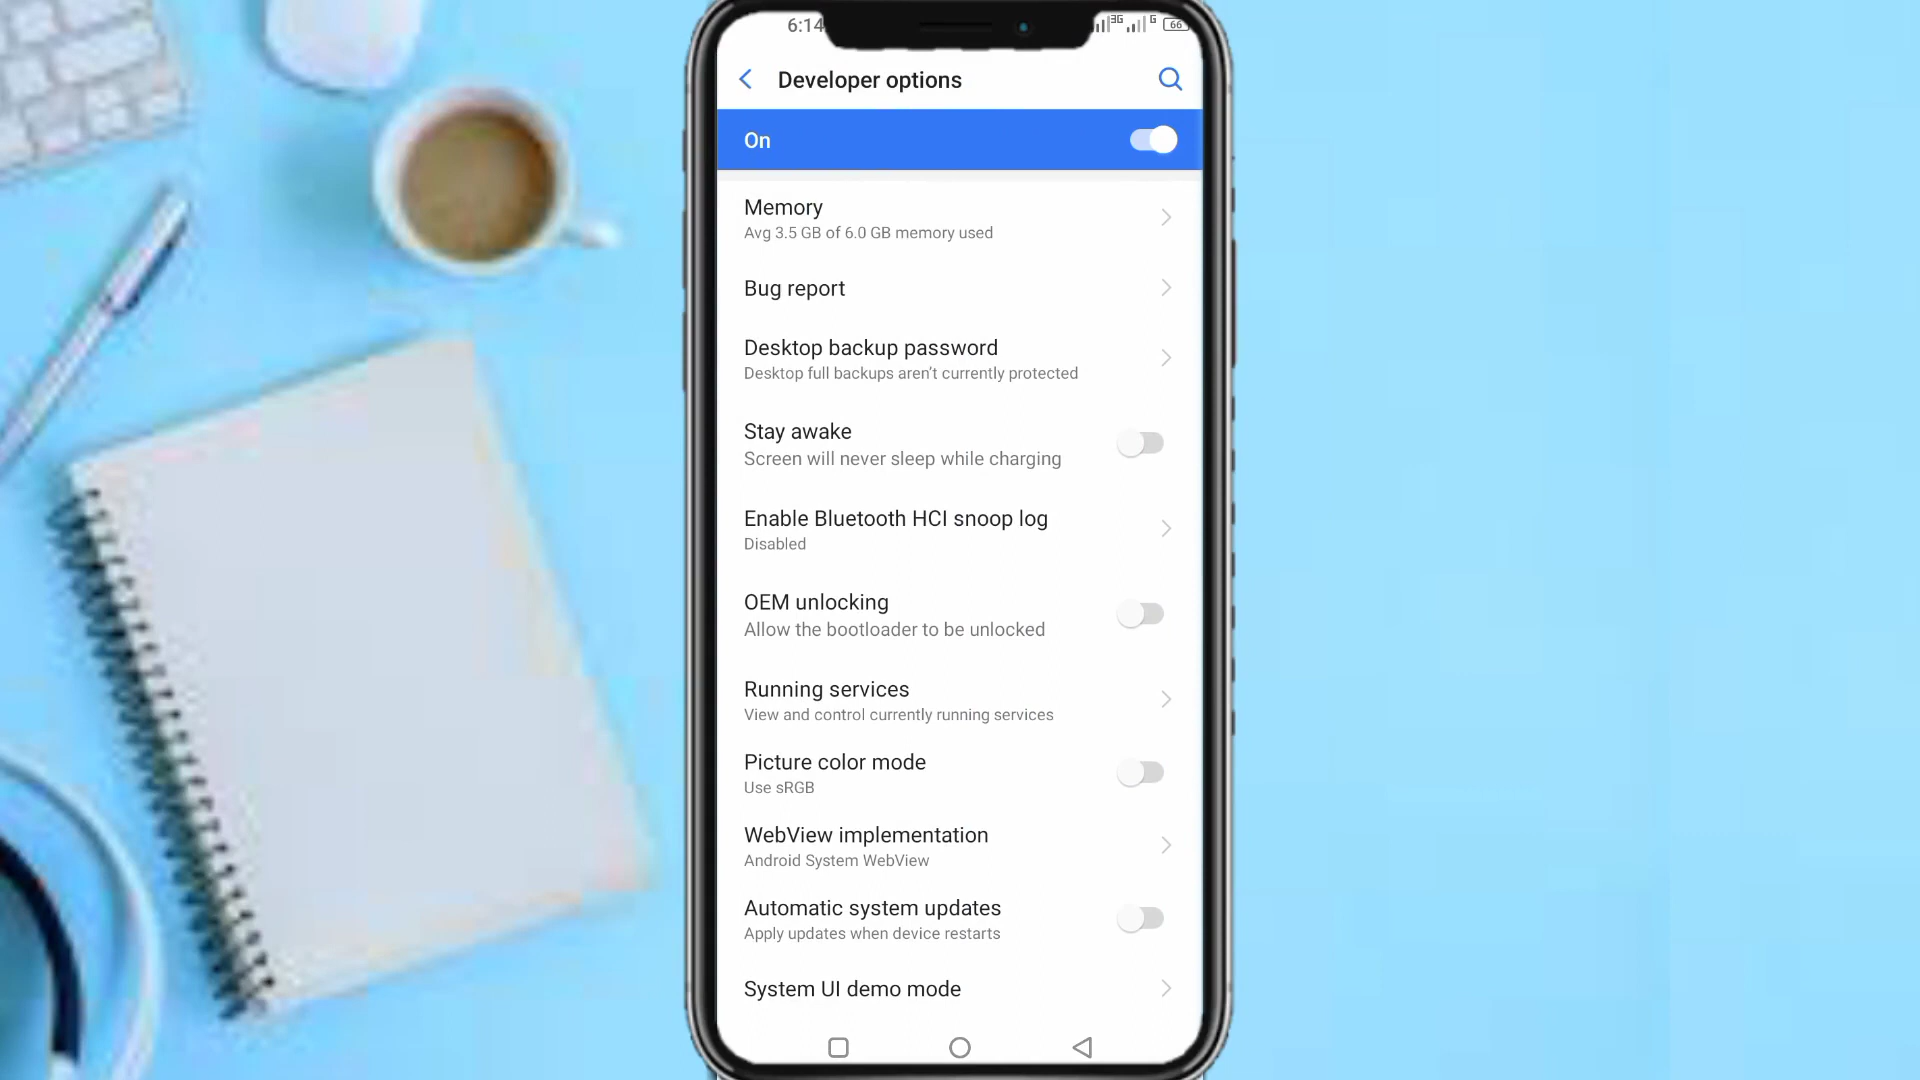 6:14 3G G 66
Developer options
On
Memory
Avg 3.5 GB of 6.0 GB memory used
Bug report
Desktop backup password
Desktop full backups aren't currently protected
Stay awake
Screen will never sleep while charging
Enable Bluetooth HCI snoop log
Disabled
OEM unlocking
Allow the bootloader to be unlocked
Running services
View and control currently running services
Picture color mode
Use sRGB
WebView implementation
Android System WebView
Automatic system updates
Apply updates when device restarts
System UI demo mode